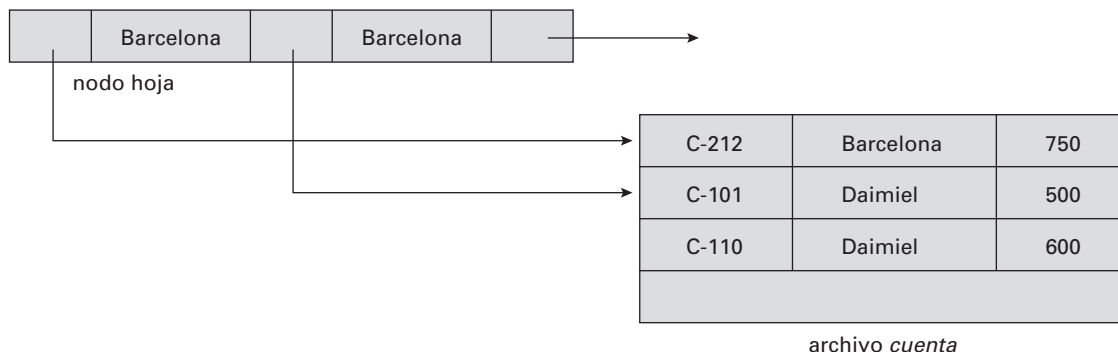 Barcelona Barcelona
nodo hoja
C-212 Barcelona 750
C-101 Daimiel 500
C-110 Daimiel 600
archivo cuenta